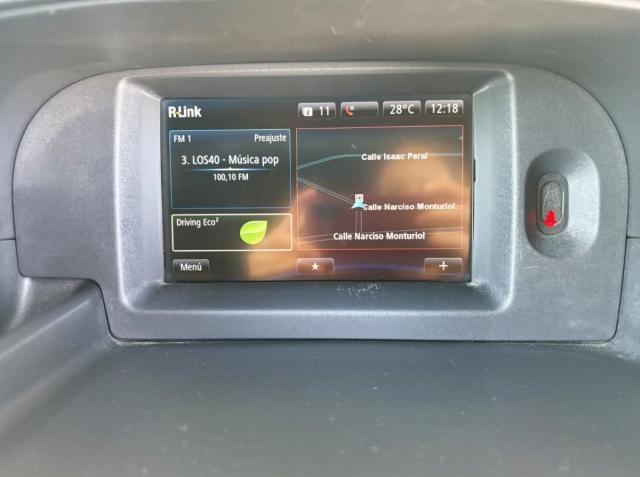 R-Link
11
28°C
12:18
FM 1
Preajuste
3. LOS40 - Música pop
100,10 FM
Driving Eco²
Menú
Calle Isaac Peral
Calle Narciso Monturiol
Calle Narciso Monturiol